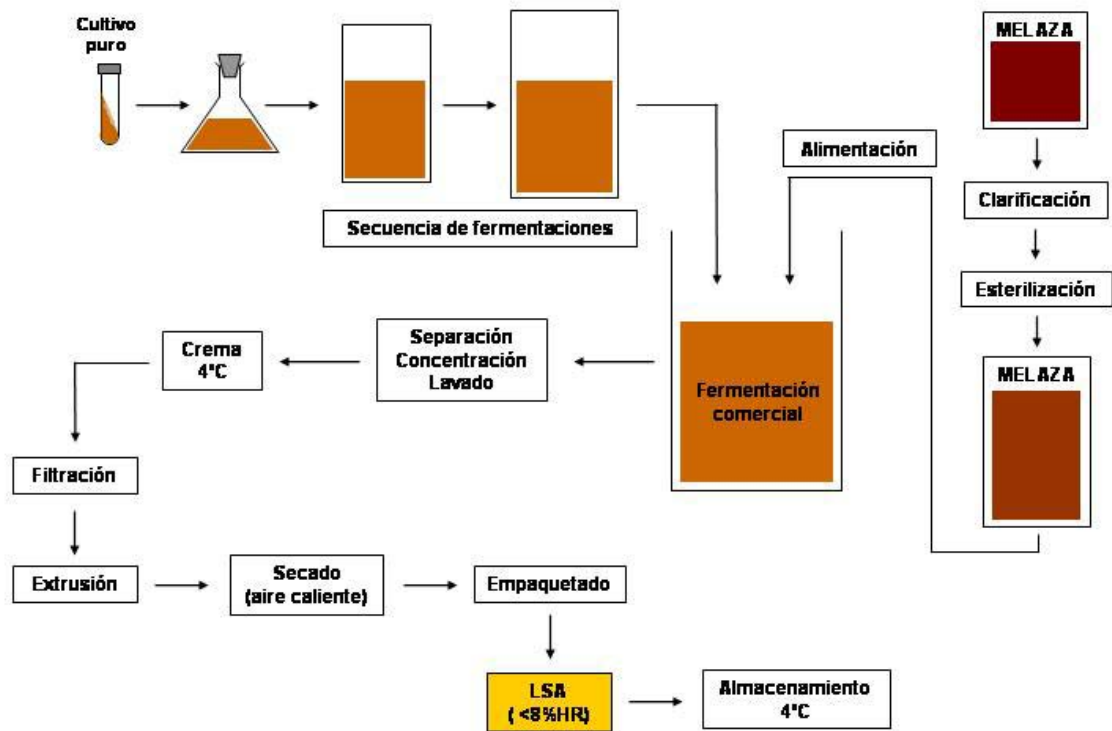 Cultivo
puro
MELAZA
Alimentación
Clarificación
Secuencia de fermentaciones
Esterilización
Crema
4°C
Separación
Concentración
Lavado
Fermentación
comercial
MELAZA
Filtración
Extrusión
Secado
(aire caliente)
Empaquetado
LSA
( <8%HR)
Almacenamiento
4°C